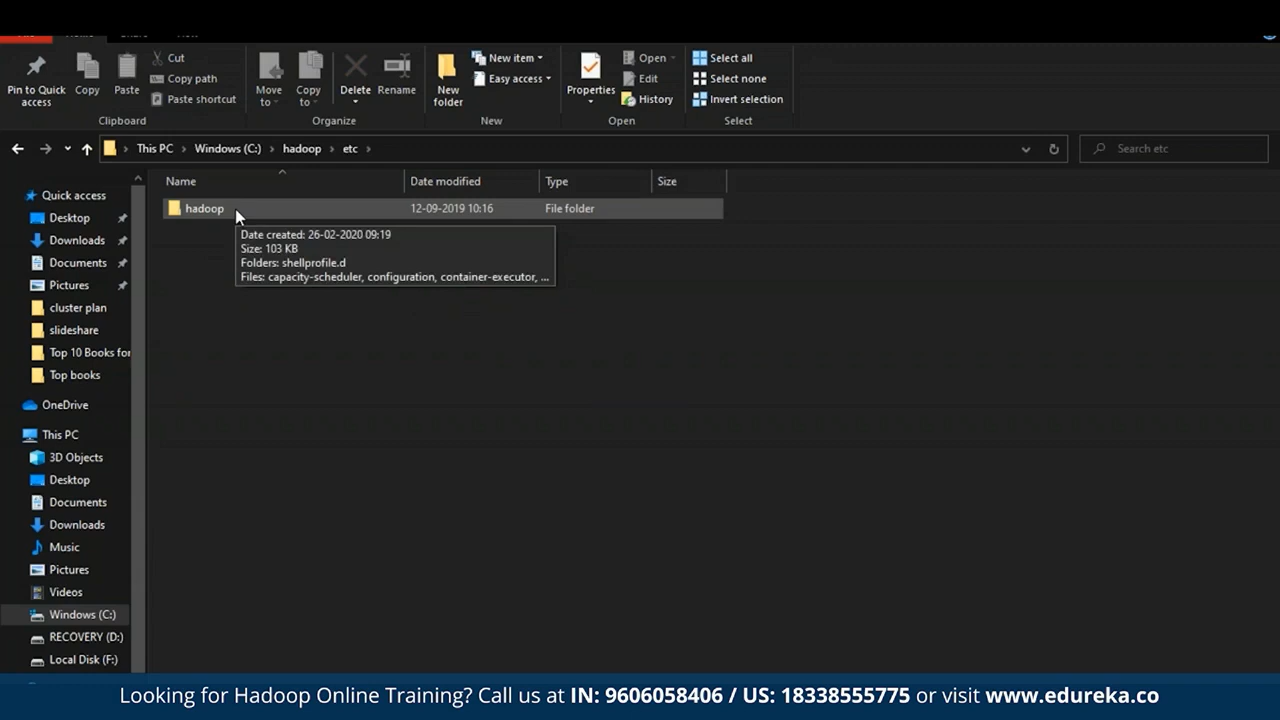 Pin to Quick access
Copy
Paste
Cut
Copy path
Paste shortcut
Clipboard
Move to
Copy to
Delete
Rename
Organize
New folder
New item
Easy access
New
Properties
Open
Edit
History
Open
Select all
Select none
Invert selection
Select
This PC > Windows (C:) > hadoop > etc >
Search etc
Name Date modified Type Size
hadoop 12-09-2019 10:16 File folder
Date created: 26-02-2020 09:19
Size: 103 KB
Folders: shellprofile.d
Files: capacity-scheduler, configuration, container-executor, ...
Quick access
Desktop
Downloads
Documents
Pictures
cluster plan
slideshare
Top 10 Books for
Top books
OneDrive
This PC
3D Objects
Desktop
Documents
Downloads
Music
Pictures
Videos
Windows (C:)
RECOVERY (D:)
Local Disk (F:)
Looking for Hadoop Online Training? Call us at IN: 9606058406 / US: 18338555775 or visit www.edureka.co